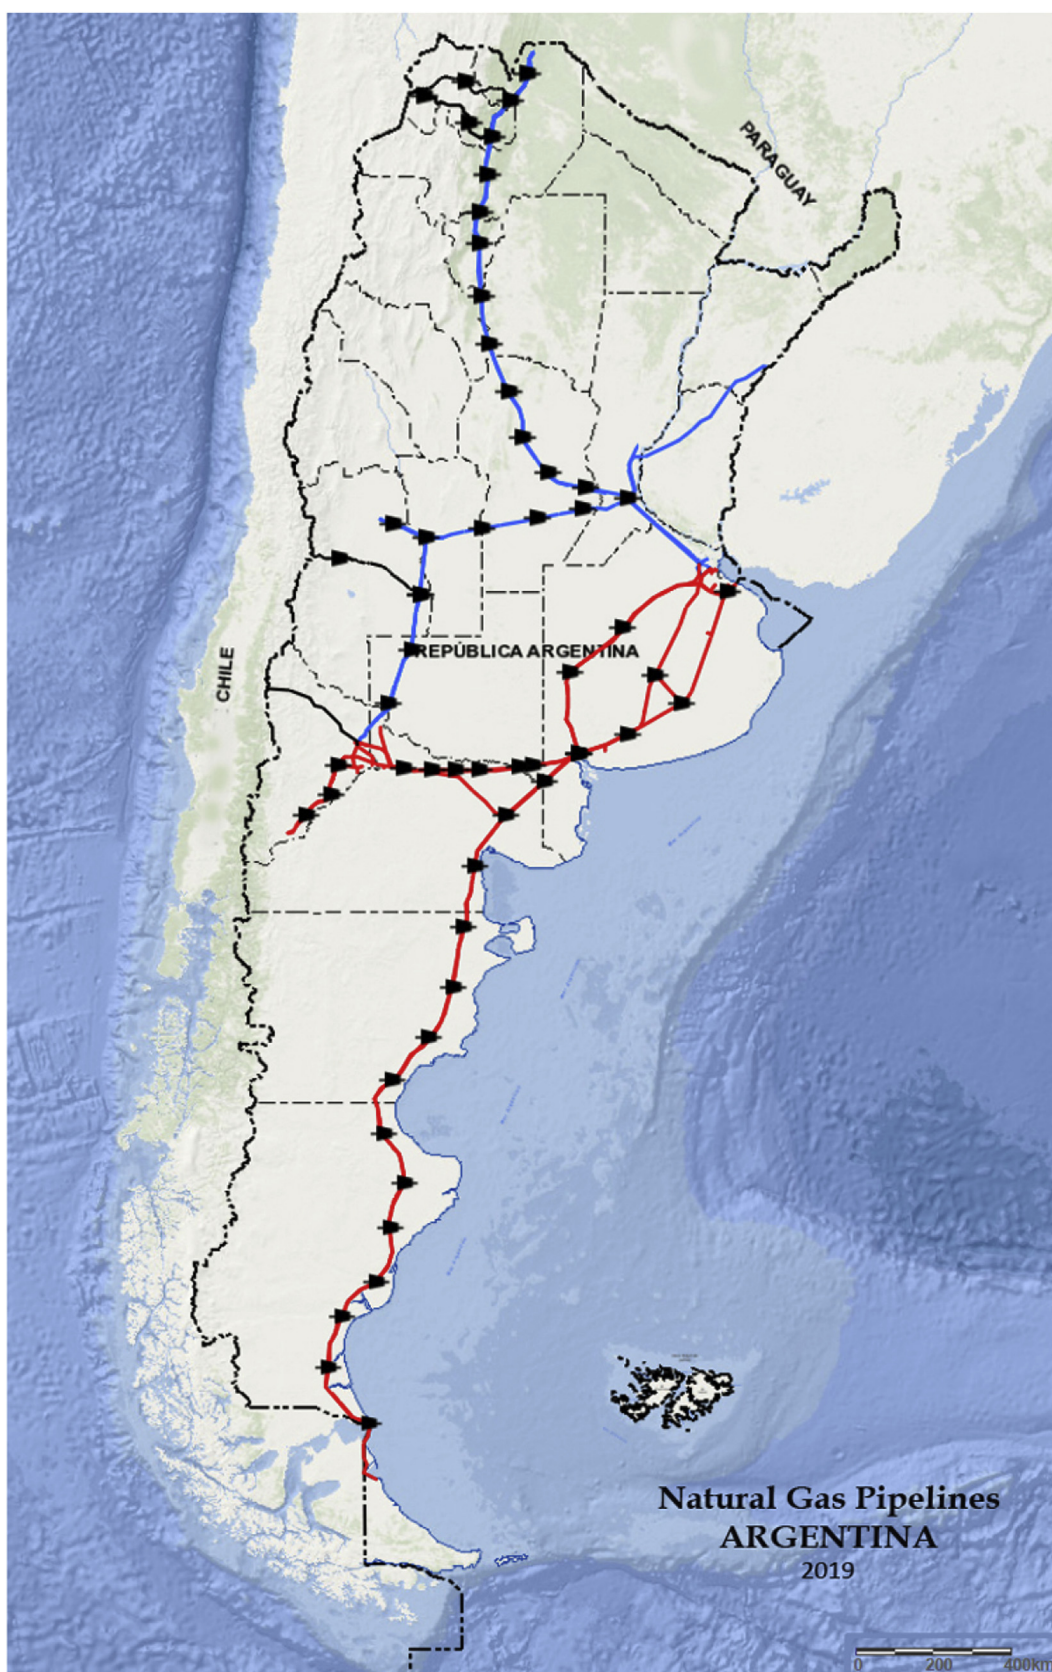 PARAGUAY
REPÚBLICA ARGENTINA
CHILE
Natural Gas Pipelines
ARGENTINA
2019
0 200 400km